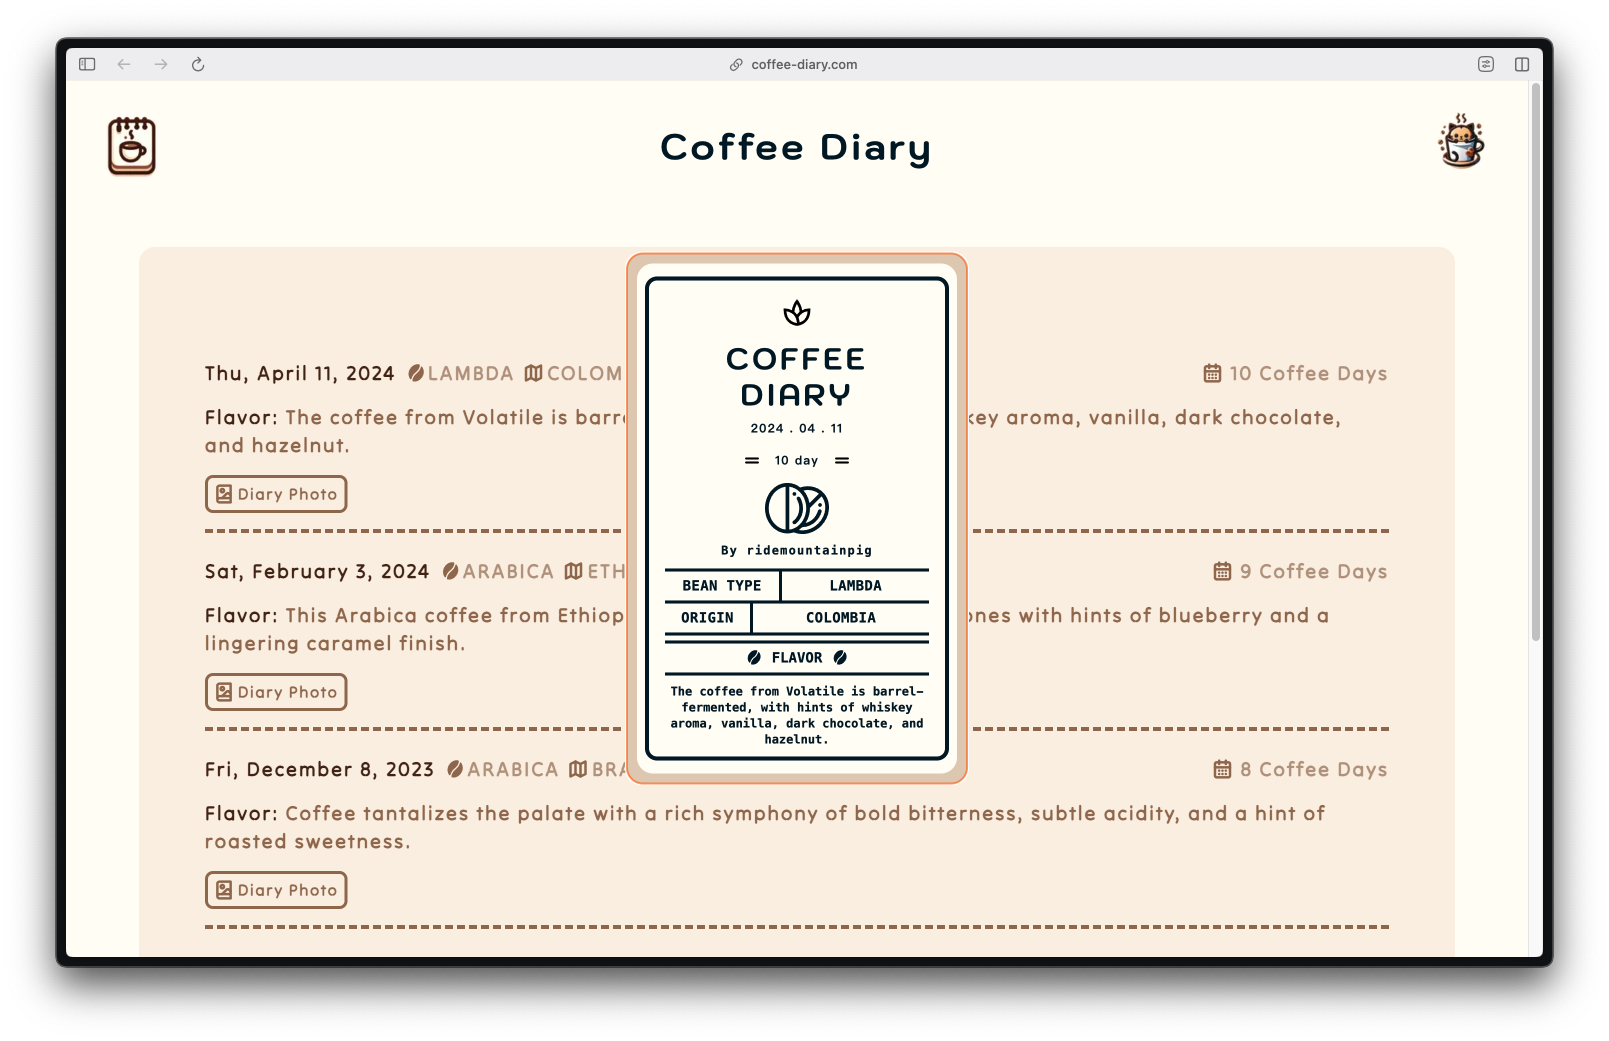 coffee-diary.com
Coffee Diary
Thu, April 11, 2024 LAMBDA COLOM
10 Coffee Days
Flavor: The coffee from Volatile is barre
key aroma, vanilla, dark chocolate,
and hazelnut.
Diary Photo
Sat, February 3, 2024 ARABICA ETH
9 Coffee Days
Flavor: This Arabica coffee from Ethiop
ones with hints of blueberry and a
lingering caramel finish.
Diary Photo
Fri, December 8, 2023 ARABICA BRA
8 Coffee Days
Flavor: Coffee tantalizes the palate with a rich symphony of bold bitterness, subtle acidity, and a hint of
roasted sweetness.
Diary Photo
COFFEE
DIARY
2024 . 04 . 11
10 day
By ridemountainpig
BEAN TYPE LAMBDA
ORIGIN COLOMBIA
FLAVOR
The coffee from Volatile is barrel-
fermented, with hints of whiskey
aroma, vanilla, dark chocolate, and
hazelnut.